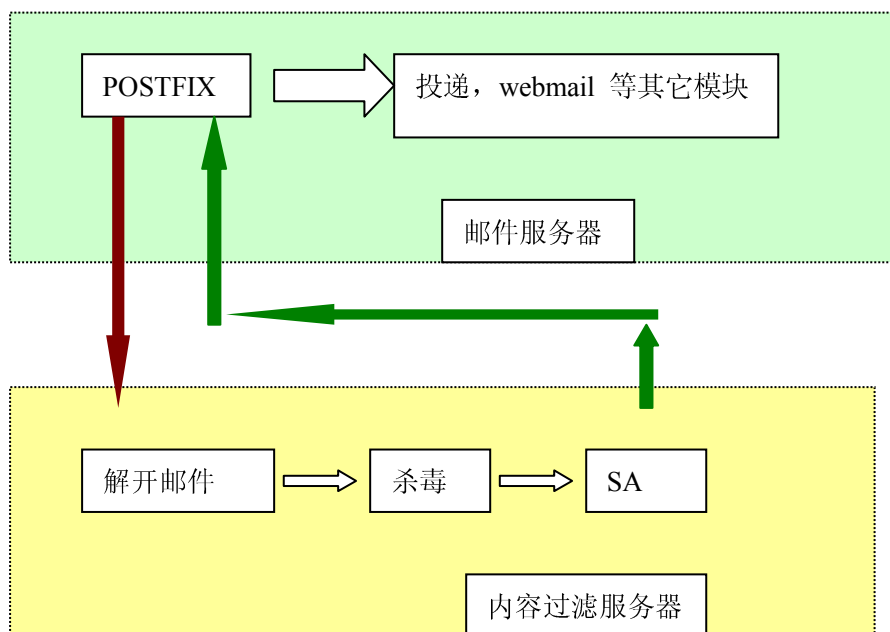 POSTFIX
投递，webmail 等其它模块
邮件服务器
解开邮件
杀毒
SA
内容过滤服务器